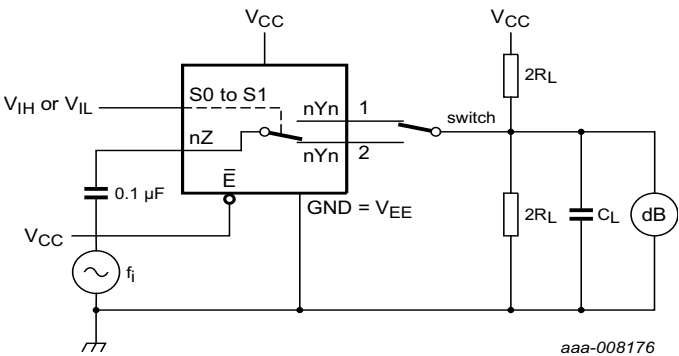 VCC
VCC
S0 to S1
VIH or VIL
nYn
1
switch
2RL
nZ
nYn
2
E̅
0.1 µF
GND = VEE
2RL
CL
dB
VCC
fi
aaa-008176